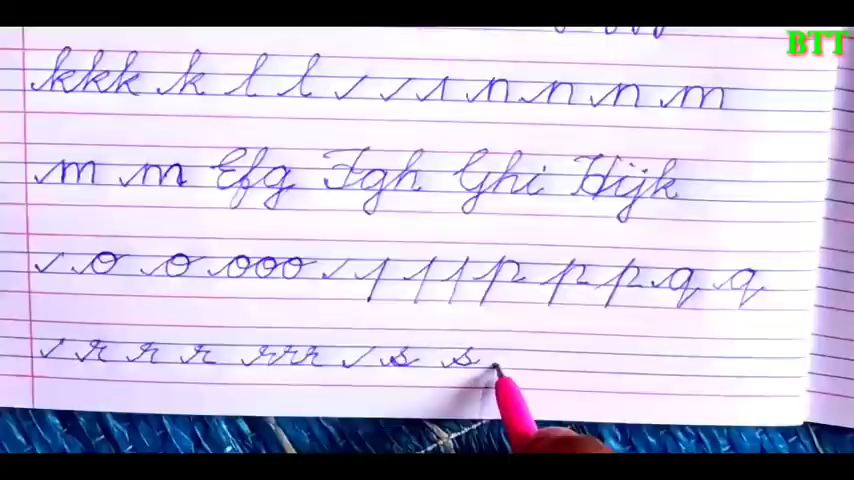 BTT
kkk k l l ✓ ✓ n n n m
m m Efg Fgh Ghi Hijk
✓ o o ooo ✓ p p p q q
✓ r r r rrr ✓ s s